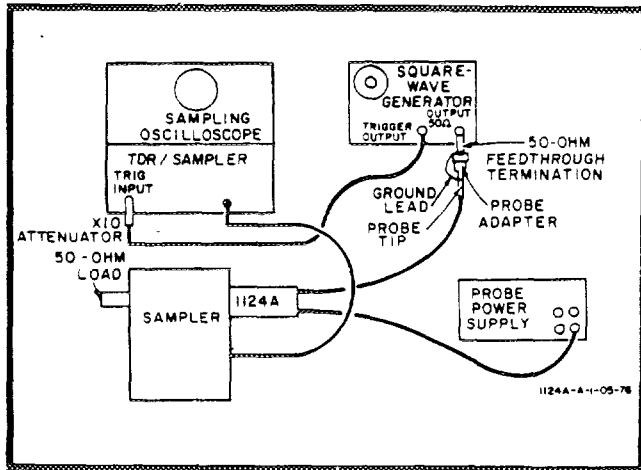 SAMPLING
OSCILLOSCOPE
TDR / SAMPLER
TRIG
INPUT
X10
ATTENUATOR
50-OHM
LOAD
SAMPLER
1124A
SQUARE-
WAVE
GENERATOR
TRIGGER
OUTPUT
OUTPUT
50Ω
50-OHM
FEEDTHROUGH
TERMINATION
GROUND
LEAD
PROBE
TIP
PROBE
ADAPTER
PROBE
POWER
SUPPLY
1124A-A-1-05-76